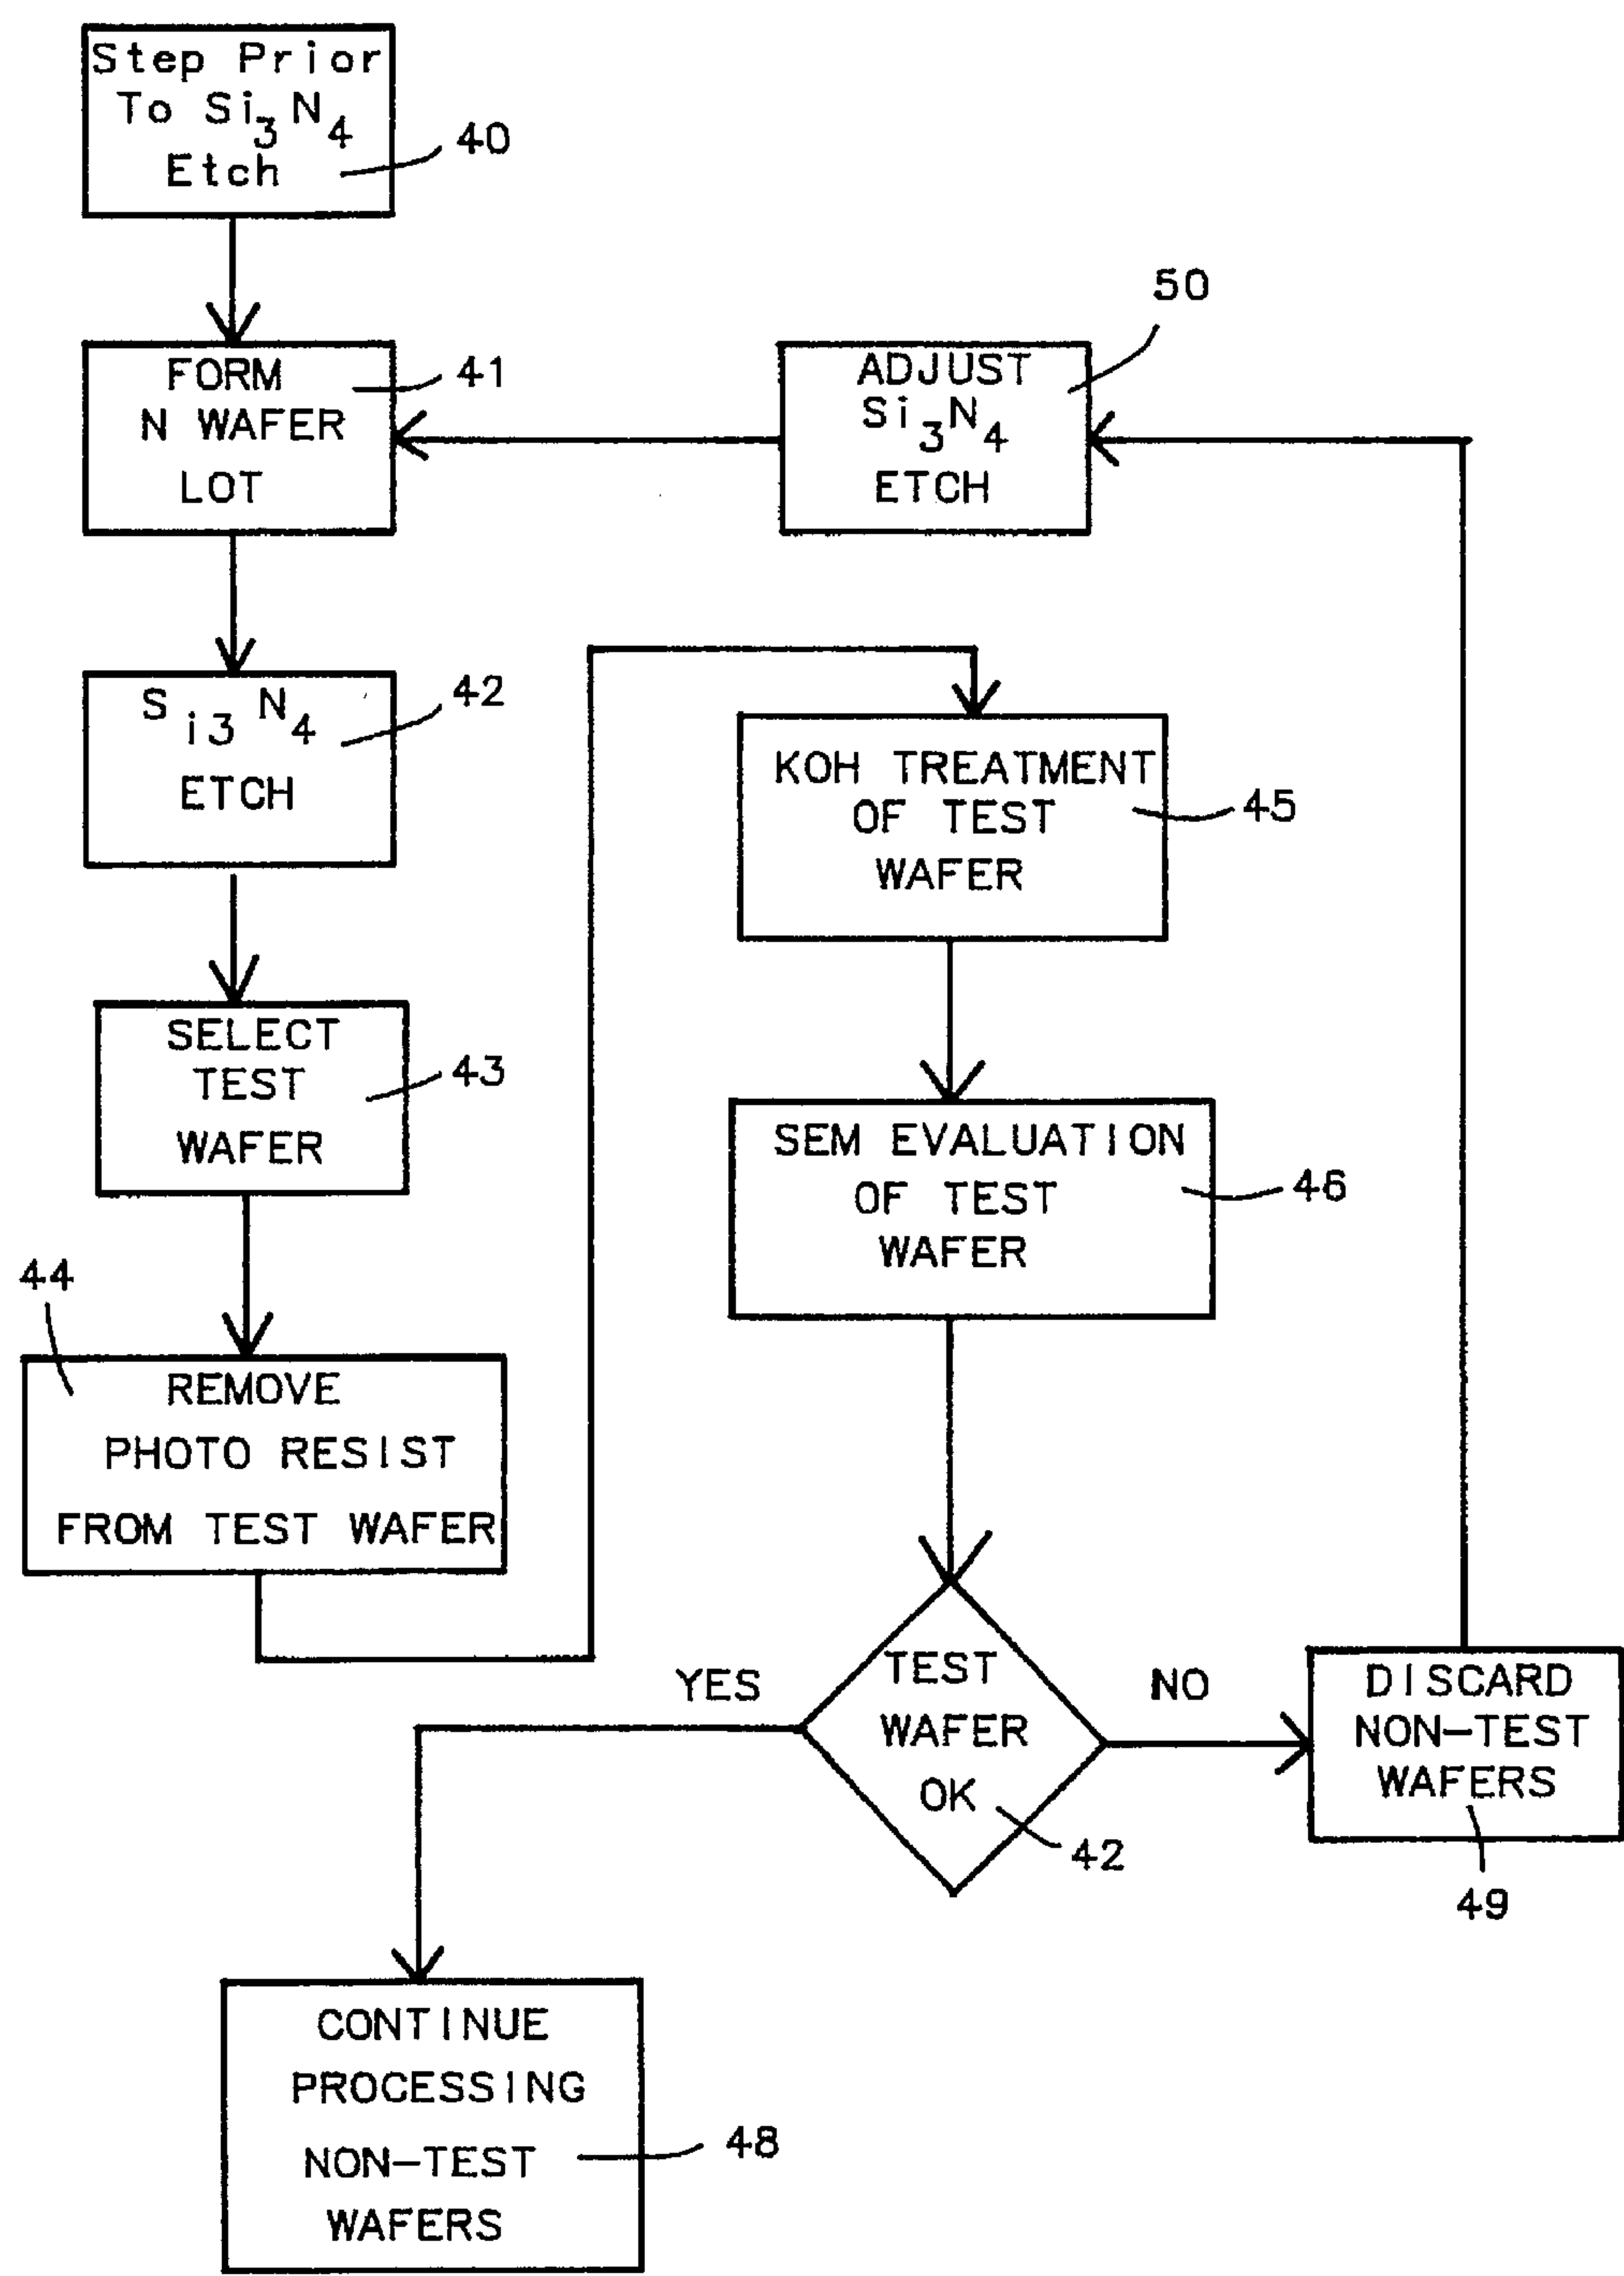 Step Prior
To Si3N4
Etch
40
FORM
N WAFER
LOT
41
ADJUST
Si3N4
ETCH
50
Si3 N4
ETCH
42
SELECT
TEST
WAFER
43
REMOVE
PHOTO RESIST
FROM TEST WAFER
44
KOH TREATMENT
OF TEST
WAFER
45
SEM EVALUATION
OF TEST
WAFER
46
TEST
WAFER
OK
42
YES
NO
DISCARD
NON-TEST
WAFERS
49
CONTINUE
PROCESSING
NON-TEST
WAFERS
48